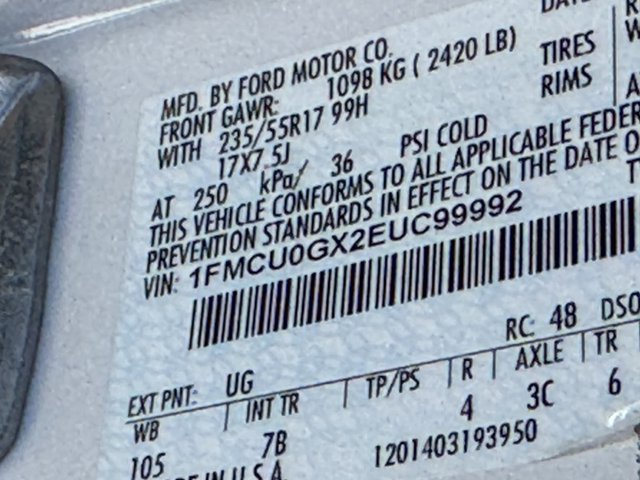 MFD. BY FORD MOTOR CO.
FRONT GAWR: 1098 KG ( 2420 LB)
WITH 235/55R17 99H TIRES
17X7.5J RIMS
AT 250 kPa/ 36 PSI COLD
THIS VEHICLE CONFORMS TO ALL APPLICABLE FEDER
PREVENTION STANDARDS IN EFFECT ON THE DATE O
VIN: 1FMCU0GX2EUC99992
EXT PNT: UG RC: 48 DSO
WB INT TR TP/PS R AXLE TR
105 7B 4 3C 6
U.S.A. 1201403193950